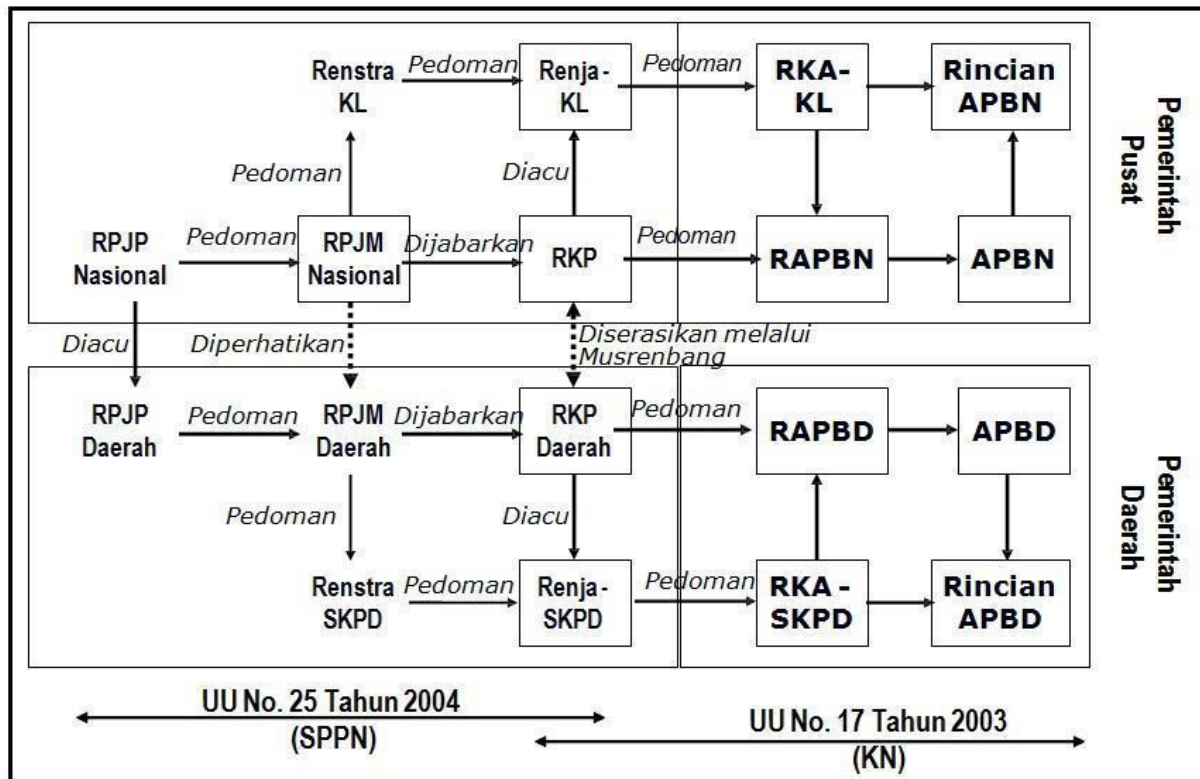 Renstra
KL
Pedoman
Renja -
KL
Pedoman
RKA-
KL
Rincian
APBN
Pedoman
Diacu
RPJP
Nasional
Pedoman
RPJM
Nasional
Dijabarkan
RKP
Pedoman
RAPBN
APBN
Pemerintah
Pusat
Diacu
Diperhatikan
Diserasikan melalui
Musrenbang
RPJP
Daerah
Pedoman
RPJM
Daerah
Dijabarkan
RKP
Daerah
Pedoman
RAPBD
APBD
Pedoman
Diacu
Renstra
SKPD
Pedoman
Renja -
SKPD
Pedoman
RKA -
SKPD
Rincian
APBD
Pemerintah
Daerah
UU No. 25 Tahun 2004
(SPPN)
UU No. 17 Tahun 2003
(KN)